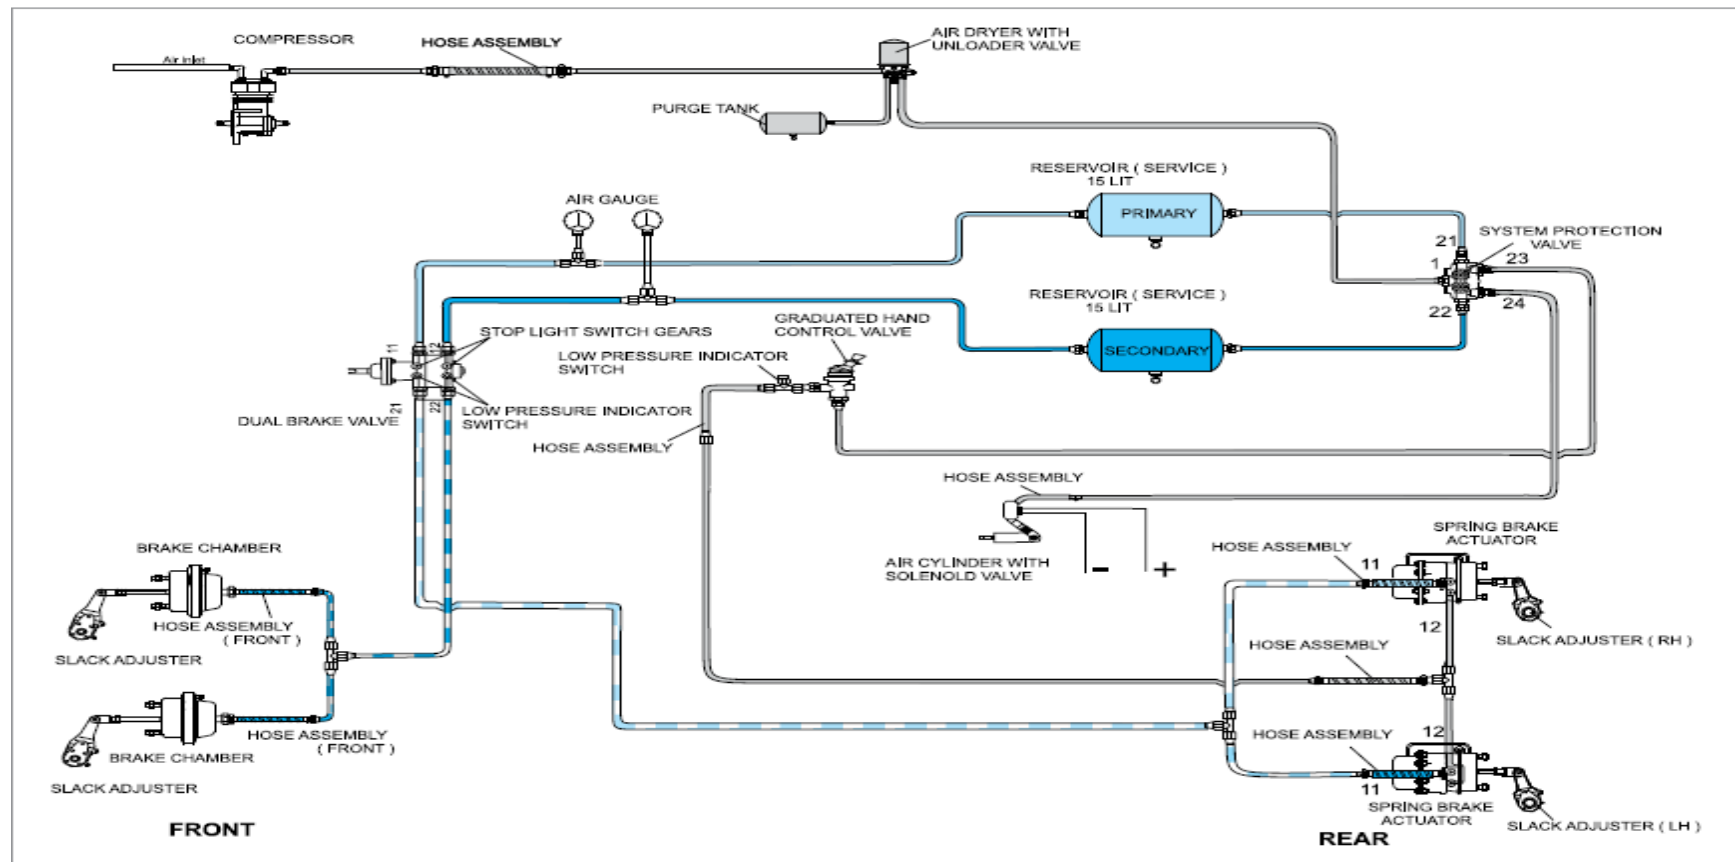 COMPRESSOR
HOSE ASSEMBLY
AIR DRYER WITH
UNLOADER VALVE
Air Inlet
PURGE TANK
RESERVOIR ( SERVICE )
15 LIT
AIR GAUGE
PRIMARY
21
SYSTEM PROTECTION
VALVE
1
23
RESERVOIR ( SERVICE )
15 LIT
22
24
GRADUATED HAND
CONTROL VALVE
STOP LIGHT SWITCH GEARS
11
12
SECONDARY
LOW PRESSURE INDICATOR
SWITCH
21
22
LOW PRESSURE INDICATOR
SWITCH
DUAL BRAKE VALVE
HOSE ASSEMBLY
HOSE ASSEMBLY
SPRING BRAKE
ACTUATOR
BRAKE CHAMBER
HOSE ASSEMBLY
11
AIR CYLINDER WITH
SOLENOLD VALVE
- +
HOSE ASSEMBLY
( FRONT )
12
SLACK ADJUSTER ( RH )
SLACK ADJUSTER
HOSE ASSEMBLY
12
HOSE ASSEMBLY
HOSE ASSEMBLY
( FRONT )
BRAKE CHAMBER
11
SLACK ADJUSTER
SPRING BRAKE
ACTUATOR
SLACK ADJUSTER ( LH )
FRONT
REAR